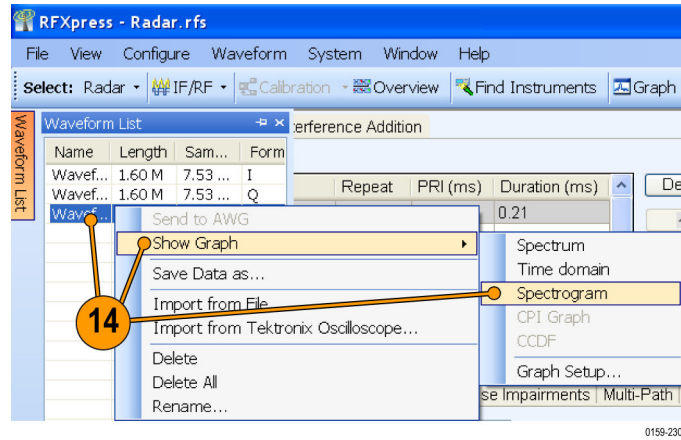 RFXpress - Radar.rfs
File View Configure Waveform System Window Help
Select: Radar IF/RF Calibration Overview Find Instruments Graph
Waveform List
Waveform List
erference Addition
Name Length Sam... Form
Repeat PRI (ms) Duration (ms) De
Wavef... 1.60 M 7.53 ... I
Wavef... 1.60 M 7.53 ... Q
Wavef...
0.21
Send to AWG
Show Graph
Save Data as...
Import from File
Import from Tektronix Oscilloscope...
Delete
Delete All
Rename...
Spectrum
Time domain
Spectrogram
CPI Graph
CCDF
Graph Setup...
14
se Impairments Multi-Path
0159-230